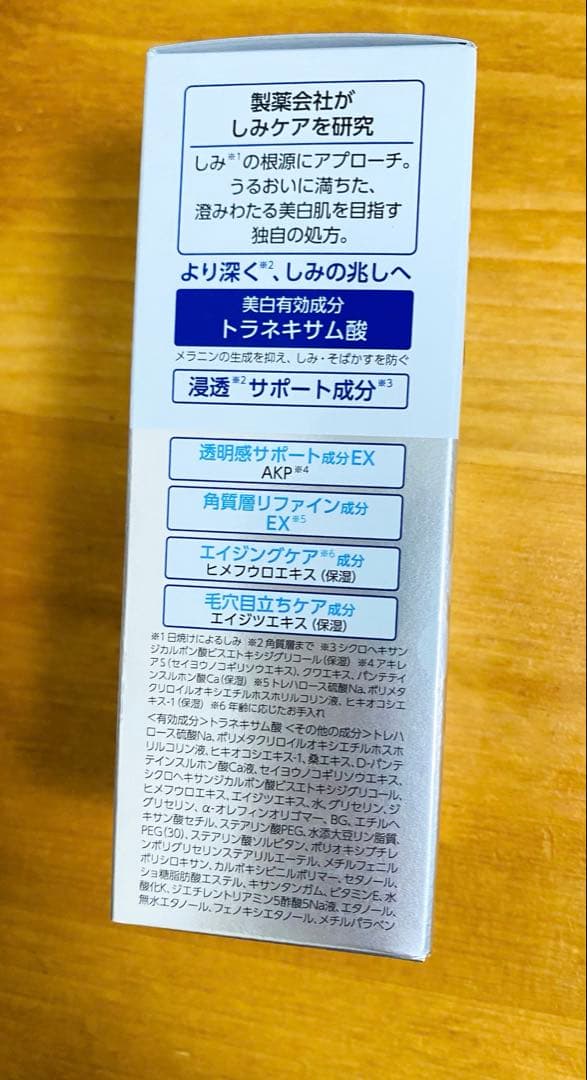 製薬会社が
しみケアを研究
しみ※1の根源にアプローチ。
うるおいに満ちた、
澄みわたる美白肌を目指す
独自の処方。
より深く※2、しみの兆しへ
美白有効成分
トラネキサム酸
メラニンの生成を抑え、しみ・そばかすを防ぐ
浸透※2サポート成分※3
透明感サポート成分EX
AKP※4
角質層リファイン成分
EX※5
エイジングケア※6成分
ヒメフウロエキス(保湿)
毛穴目立ちケア成分
エイジツエキス(保湿)
※1日焼けによるしみ ※2角質層まで ※3シクロヘキサン
ジカルボン酸ビスエトキシジグリコール(保湿) ※4アキレ
アS(セイヨウノコギリソウエキス)、クワエキス、パンテテイ
ンスルホン酸Ca(保湿) ※5トレハロース硫酸Na、ポリメタ
クリロイルオキシエチルホスホリルコリン液、ヒキオコシエ
キス-1(保湿) ※6年齢に応じたお手入れ
<有効成分>トラネキサム酸<その他の成分>トレハ
ロース硫酸Na、ポリメタクリロイルオキシエチルホスホ
リルコリン液、ヒキオコシエキス-1、桑エキス、D-パンテ
テインスルホン酸Ca液、セイヨウノコギリソウエキス、
シクロヘキサンジカルボン酸ビスエトキシジグリコール、
ヒメフウロエキス、エイジツエキス、水、グリセリン、ジ
グリセリン、α-オレフィンオリゴマー、BG、エチルヘ
キサン酸セチル、ステアリン酸PEG、水添大豆リン脂質、
PEG(30)、ステアリン酸ソルビタン、ポリオキシブチレ
ンポリグリセリンステアリルエーテル、メチルフェニル
ポリシロキサン、カルボキシビニルポリマー、セタノール、
ショ糖脂肪酸エステル、キサンタンガム、ビタミンE、水
酸化K、ジエチレントリアミン5酢酸5Na液、エタノール、
無水エタノール、フェノキシエタノール、メチルパラベン